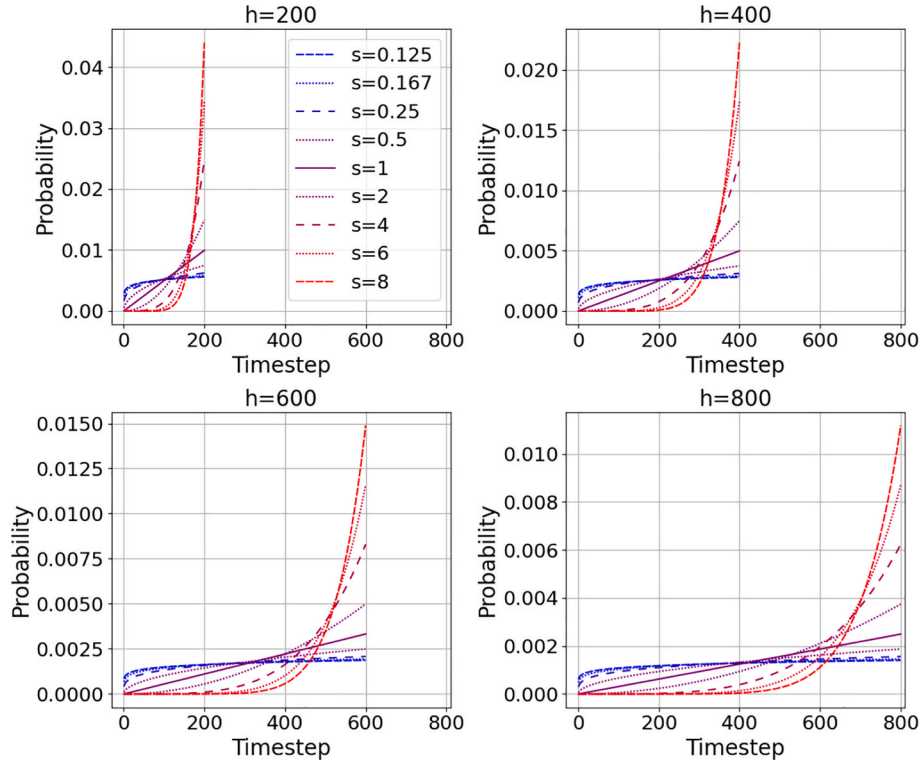 h=200
0.04
0.03
0.02
0.01
0.00
Probability
0 200 400 600 800
Timestep
s=0.125
s=0.167
s=0.25
s=0.5
s=1
s=2
s=4
s=6
s=8
h=400
0.020
0.015
0.010
0.005
0.000
Probability
0 200 400 600 800
Timestep
h=600
0.0150
0.0125
0.0100
0.0075
0.0050
0.0025
0.0000
Probability
0 200 400 600 800
Timestep
h=800
0.010
0.008
0.006
0.004
0.002
0.000
Probability
0 200 400 600 800
Timestep